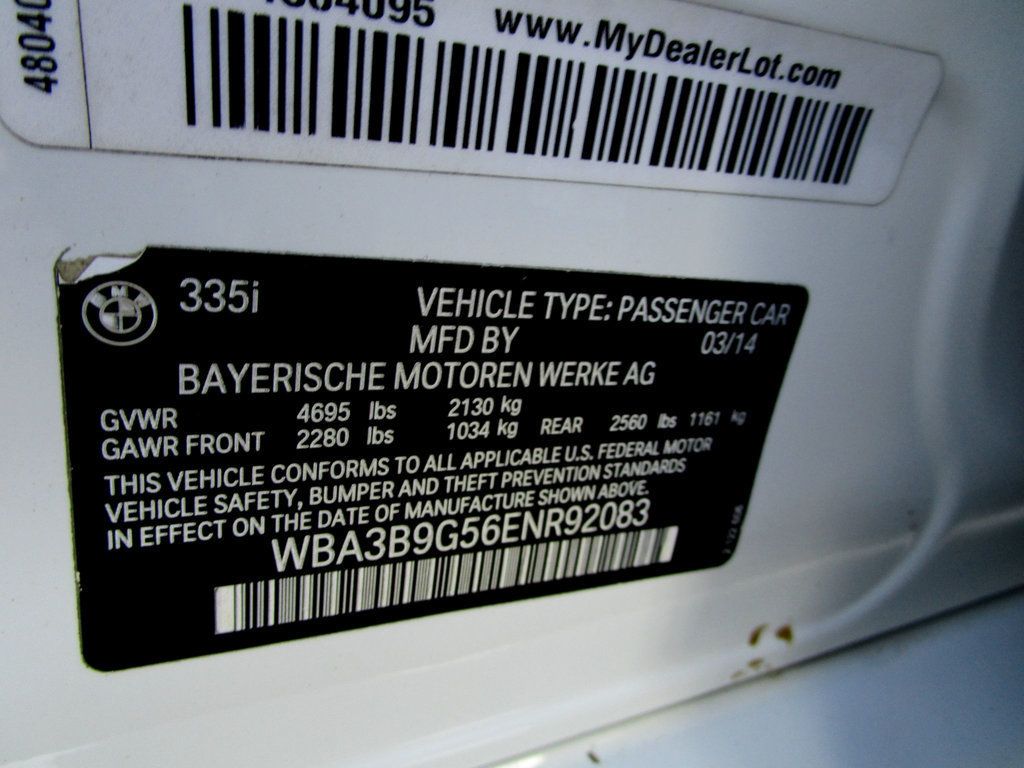 4804095 www.MyDealerLot.com
BMW 335i VEHICLE TYPE: PASSENGER CAR
MFD BY 03/14
BAYERISCHE MOTOREN WERKE AG
GVWR 4695 lbs 2130 kg
GAWR FRONT 2280 lbs 1034 kg REAR 2560 lbs 1161 kg
THIS VEHICLE CONFORMS TO ALL APPLICABLE U.S. FEDERAL MOTOR
VEHICLE SAFETY, BUMPER AND THEFT PREVENTION STANDARDS
IN EFFECT ON THE DATE OF MANUFACTURE SHOWN ABOVE.
WBA3B9G56ENR92083